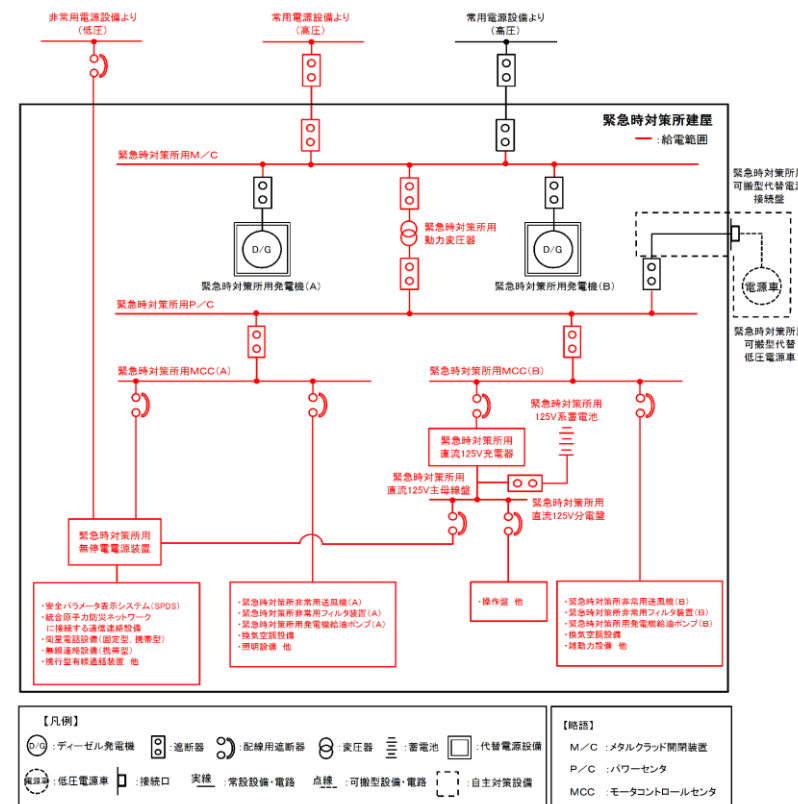 非常用電源設備より
(低圧)
常用電源設備より
(高圧)
常用電源設備より
(高圧)
緊急時対策所建屋
:給電範囲
緊急時対策所用M/C
緊急時対策所用
可搬型代替電源
接続盤
緊急時対策所用
動力変圧器
D/G
D/G
緊急時対策所用発電機(A)
緊急時対策所用発電機(B)
電源車
緊急時対策所用P/C
緊急時対策所用
可搬型代替
低圧電源車
緊急時対策所用MCC(A)
緊急時対策所用MCC(B)
緊急時対策所用
125V系蓄電池
緊急時対策所用
直流125V充電器
緊急時対策所用
直流125V主母線盤
緊急時対策所用
直流125V分電盤
緊急時対策所用
無停電電源装置
・安全パラメータ表示システム(SPDS)
・統合原子力防災ネットワーク
に接続する通信連絡設備
・衛星電話設備(固定型,携帯型)
・無線連絡設備(携帯型)
・携行型有線通話装置 他
・緊急時対策所非常用送風機(A)
・緊急時対策所非常用フィルタ装置(A)
・緊急時対策所用発電機給油ポンプ(A)
・換気空調設備
・照明設備 他
・操作盤 他
・緊急時対策所非常用送風機(B)
・緊急時対策所非常用フィルタ装置(B)
・緊急時対策所用発電機給油ポンプ(B)
・換気空調設備
・雑動力設備 他
【凡例】
D/G :ディーゼル発電機 :遮断器 :配線用遮断器 :変圧器 :蓄電池 :代替電源設備
電源車 :低圧電源車 :接続口 実線 :常設設備・電路 点線 :可搬型設備・電路 :自主対策設備
【略語】
M/C :メタルクラッド開閉装置
P/C :パワーセンタ
MCC :モータコントロールセンタ